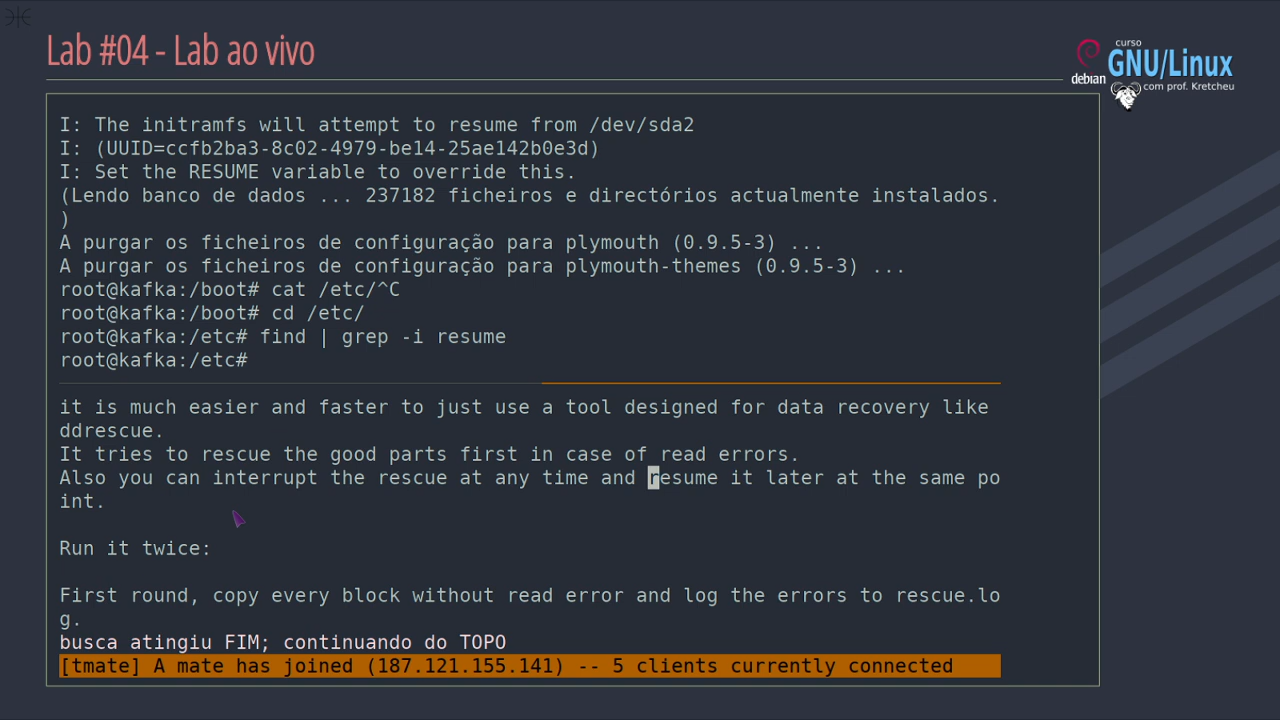 Lab #04 - Lab ao vivo
curso
GNU/Linux
debian
com prof. Kretcheu
I: The initramfs will attempt to resume from /dev/sda2
I: (UUID=ccfb2ba3-8c02-4979-be14-25ae142b0e3d)
I: Set the RESUME variable to override this.
(Lendo banco de dados ... 237182 ficheiros e directórios actualmente instalados.
)
A purgar os ficheiros de configuração para plymouth (0.9.5-3) ...
A purgar os ficheiros de configuração para plymouth-themes (0.9.5-3) ...
root@kafka:/boot# cat /etc/^C
root@kafka:/boot# cd /etc/
root@kafka:/etc# find | grep -i resume
root@kafka:/etc#
it is much easier and faster to just use a tool designed for data recovery like
ddrescue.
It tries to rescue the good parts first in case of read errors.
Also you can interrupt the rescue at any time and resume it later at the same po
int.
Run it twice:
First round, copy every block without read error and log the errors to rescue.lo
g.
busca atingiu FIM; continuando do TOPO
[tmate] A mate has joined (187.121.155.141) -- 5 clients currently connected